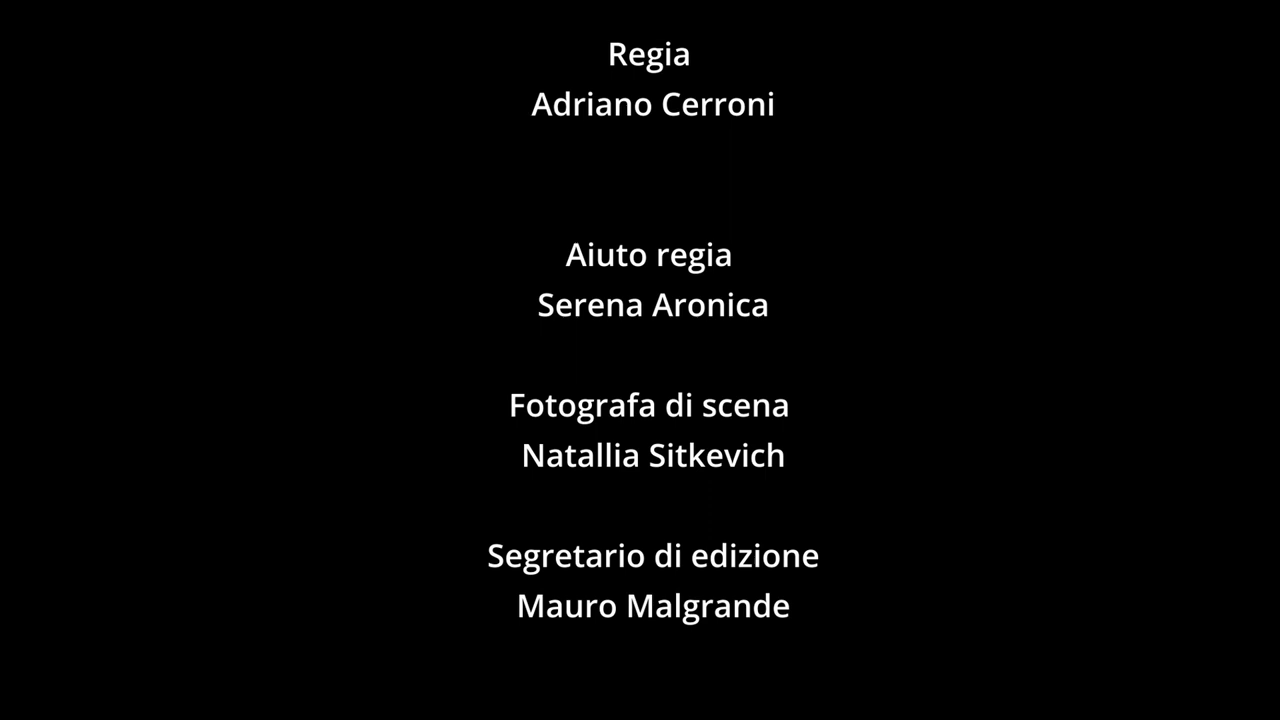 Regia
Adriano Cerroni
Aiuto regia
Serena Aronica
Fotografa di scena
Natallia Sitkevich
Segretario di edizione
Mauro Malgrande